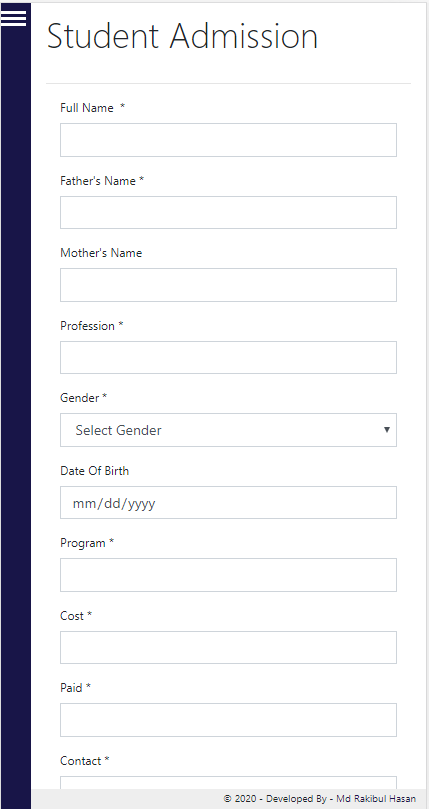 Student Admission
Full Name *
Father's Name *
Mother's Name
Profession *
Gender *
Select Gender
Date Of Birth
mm/dd/yyyy
Program *
Cost *
Paid *
Contact *
© 2020 - Developed By - Md Rakibul Hasan